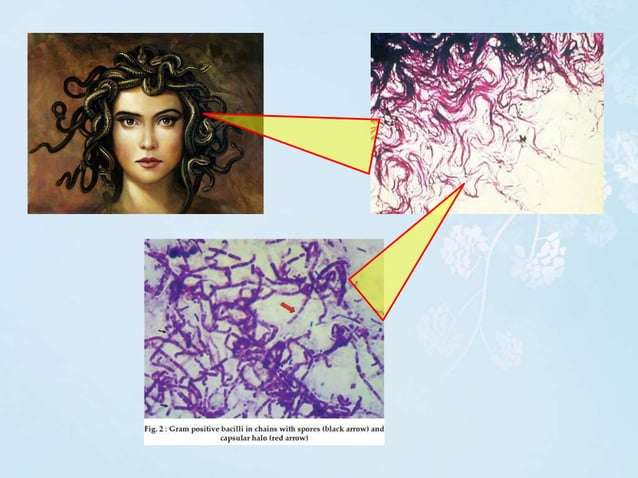 Fig. 2 : Gram positive bacilli in chains with spores (black arrow) and
capsular halo (red arrow)